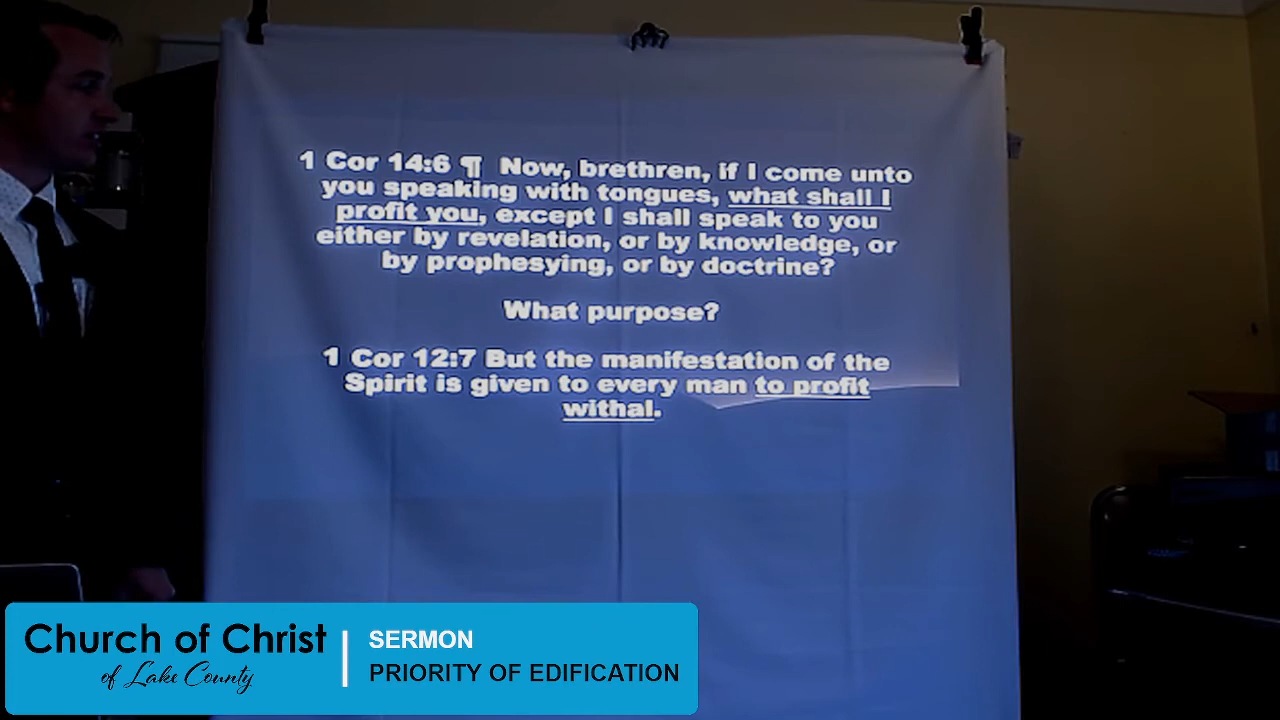 1 Cor 14:6 ¶ Now, brethren, if I come unto
you speaking with tongues, what shall I
profit you, except I shall speak to you
either by revelation, or by knowledge, or
by prophesying, or by doctrine?
What purpose?
1 Cor 12:7 But the manifestation of the
Spirit is given to every man to profit
withal.
Church of Christ
of Lake County
SERMON
PRIORITY OF EDIFICATION